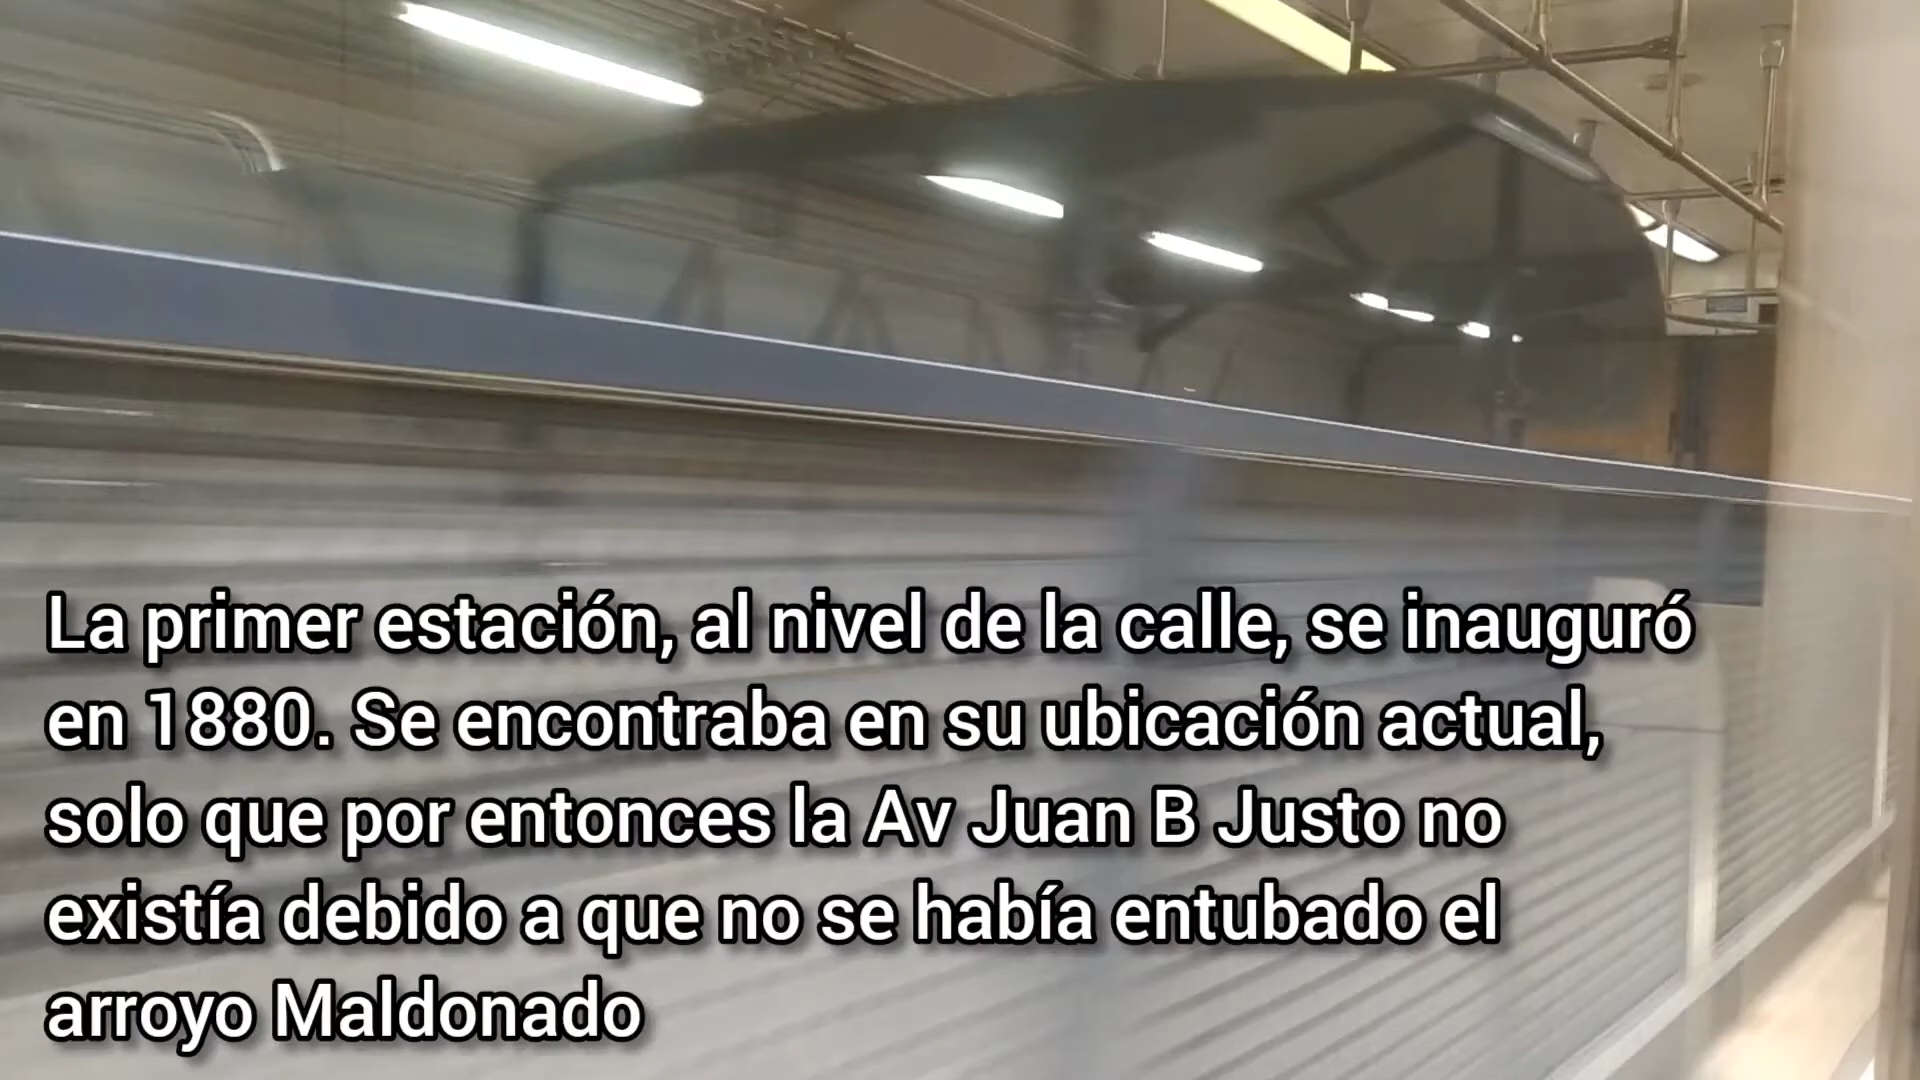 La primer estación, al nivel de la calle, se inauguró
en 1880. Se encontraba en su ubicación actual,
solo que por entonces la Av Juan B Justo no
existía debido a que no se había entubado el
arroyo Maldonado